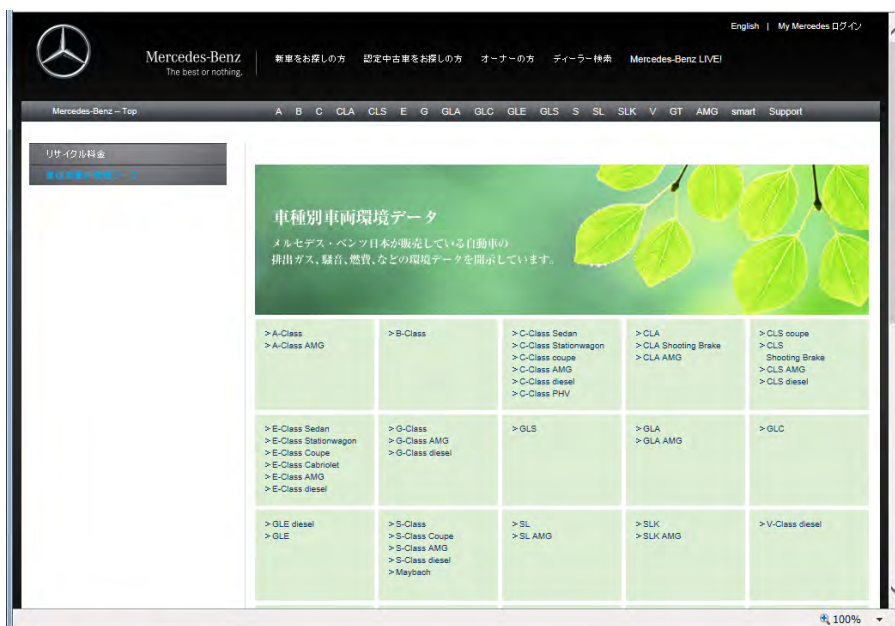 English | My Mercedes ログイン
Mercedes-Benz
The best or nothing.
新車をお探しの方 認定中古車をお探しの方 オーナーの方 ディーラー検索 Mercedes-Benz LIVE!
Mercedes-Benz – Top
A B C CLA CLS E G GLA GLC GLE GLS S SL SLK V GT AMG smart Support
リサイクル料金
車種別車両環境データ
車種別車両環境データ
メルセデス・ベンツ日本が販売している自動車の
排出ガス、騒音、燃費、などの環境データを開示しています。
> A-Class
> A-Class AMG
> B-Class
> C-Class Sedan
> C-Class Stationwagon
> C-Class coupe
> C-Class AMG
> C-Class diesel
> C-Class PHV
> CLA
> CLA Shooting Brake
> CLA AMG
> CLS coupe
> CLS
Shooting Brake
> CLS AMG
> CLS diesel
> E-Class Sedan
> E-Class Stationwagon
> E-Class Coupe
> E-Class Cabriolet
> E-Class AMG
> E-Class diesel
> G-Class
> G-Class AMG
> G-Class diesel
> GLS
> GLA
> GLA AMG
> GLC
> GLE diesel
> GLE
> S-Class
> S-Class Coupe
> S-Class AMG
> S-Class diesel
> Maybach
> SL
> SL AMG
> SLK
> SLK AMG
> V-Class diesel
100%